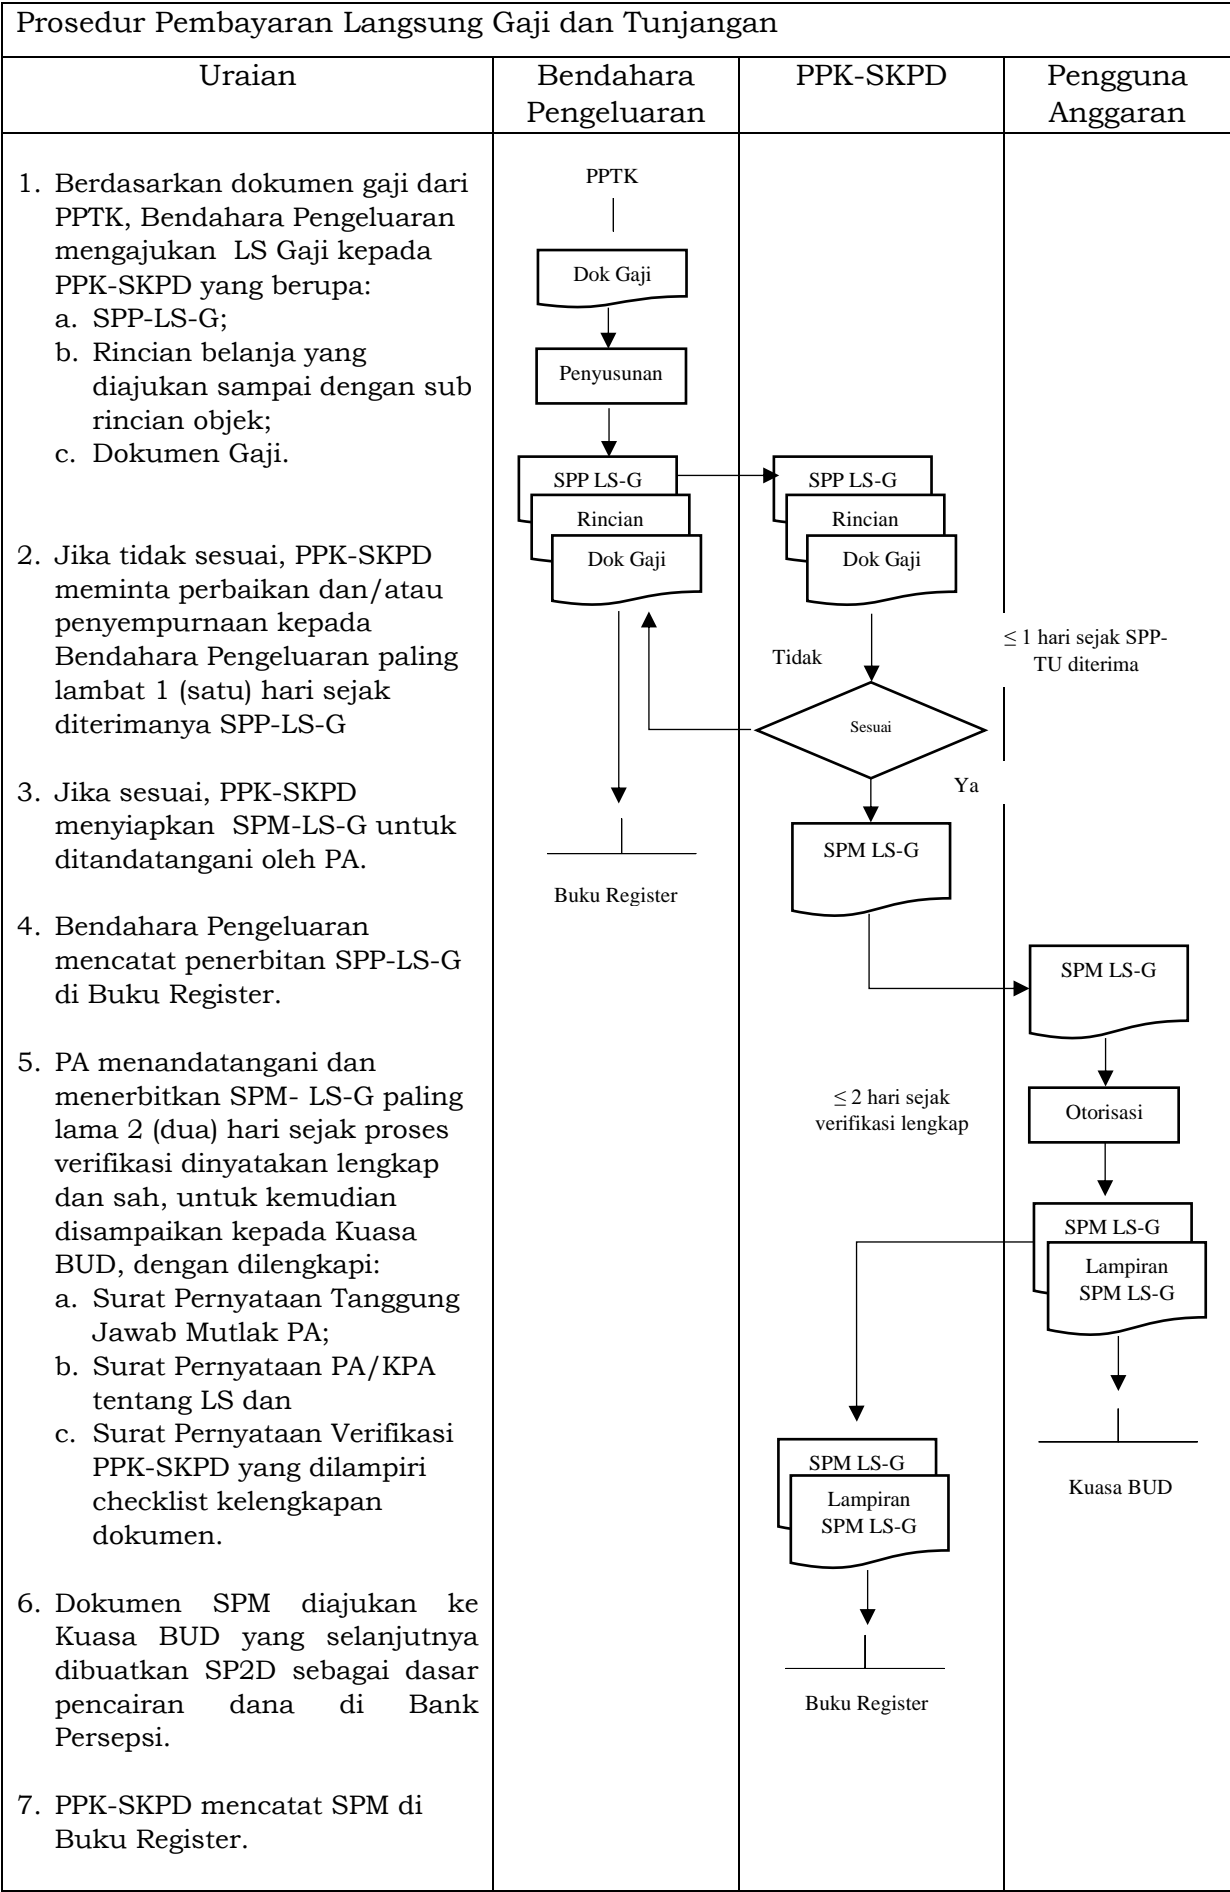 Prosedur Pembayaran Langsung Gaji dan Tunjangan
Uraian
Bendahara
Pengeluaran
PPK-SKPD
Pengguna
Anggaran
1. Berdasarkan dokumen gaji dari
PPTK, Bendahara Pengeluaran
mengajukan LS Gaji kepada
PPK-SKPD yang berupa:
a. SPP-LS-G;
b. Rincian belanja yang
diajukan sampai dengan sub
rincian objek;
c. Dokumen Gaji.
2. Jika tidak sesuai, PPK-SKPD
meminta perbaikan dan/atau
penyempurnaan kepada
Bendahara Pengeluaran paling
lambat 1 (satu) hari sejak
diterimanya SPP-LS-G
3. Jika sesuai, PPK-SKPD
menyiapkan SPM-LS-G untuk
ditandatangani oleh PA.
4. Bendahara Pengeluaran
mencatat penerbitan SPP-LS-G
di Buku Register.
5. PA menandatangani dan
menerbitkan SPM- LS-G paling
lama 2 (dua) hari sejak proses
verifikasi dinyatakan lengkap
dan sah, untuk kemudian
disampaikan kepada Kuasa
BUD, dengan dilengkapi:
a. Surat Pernyataan Tanggung
Jawab Mutlak PA;
b. Surat Pernyataan PA/KPA
tentang LS dan
c. Surat Pernyataan Verifikasi
PPK-SKPD yang dilampiri
checklist kelengkapan
dokumen.
6. Dokumen SPM diajukan ke
Kuasa BUD yang selanjutnya
dibuatkan SP2D sebagai dasar
pencairan dana di Bank
Persepsi.
7. PPK-SKPD mencatat SPM di
Buku Register.
PPTK
Dok Gaji
Penyusunan
SPP LS-G
Rincian
Dok Gaji
Buku Register
SPP LS-G
Rincian
Dok Gaji
Tidak
Sesuai
Ya
SPM LS-G
≤ 2 hari sejak
verifikasi lengkap
SPM LS-G
Lampiran
SPM LS-G
Buku Register
≤ 1 hari sejak SPP-
TU diterima
SPM LS-G
Otorisasi
SPM LS-G
Lampiran
SPM LS-G
Kuasa BUD